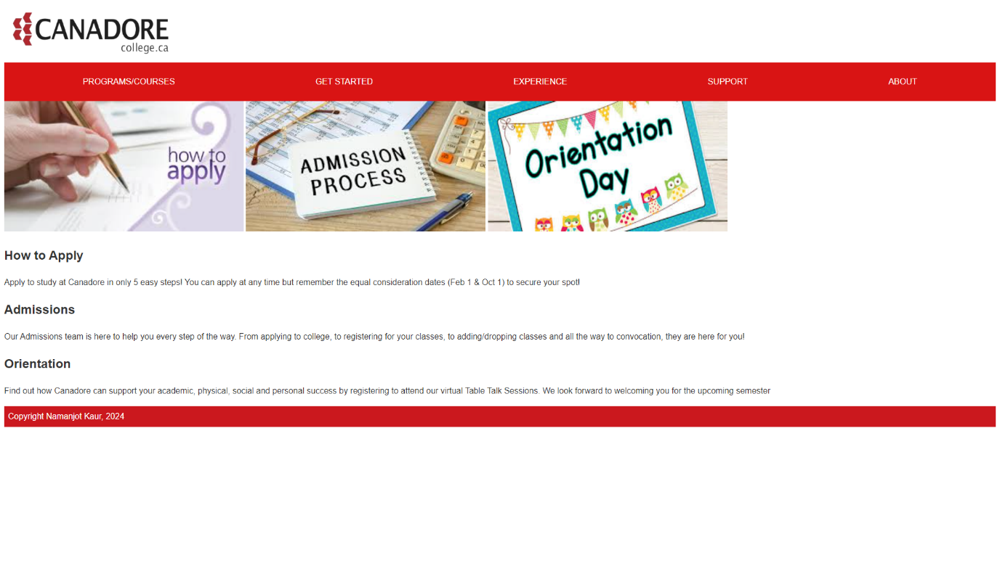 CANADORE
college.ca
PROGRAMS/COURSES GET STARTED EXPERIENCE SUPPORT ABOUT
how to
apply
ADMISSION
PROCESS
Orientation
Day
How to Apply
Apply to study at Canadore in only 5 easy steps! You can apply at any time but remember the equal consideration dates (Feb 1 & Oct 1) to secure your spot!
Admissions
Our Admissions team is here to help you every step of the way. From applying to college, to registering for your classes, to adding/dropping classes and all the way to convocation, they are here for you!
Orientation
Find out how Canadore can support your academic, physical, social and personal success by registering to attend our virtual Table Talk Sessions. We look forward to welcoming you for the upcoming semester
Copyright Namanjot Kaur, 2024